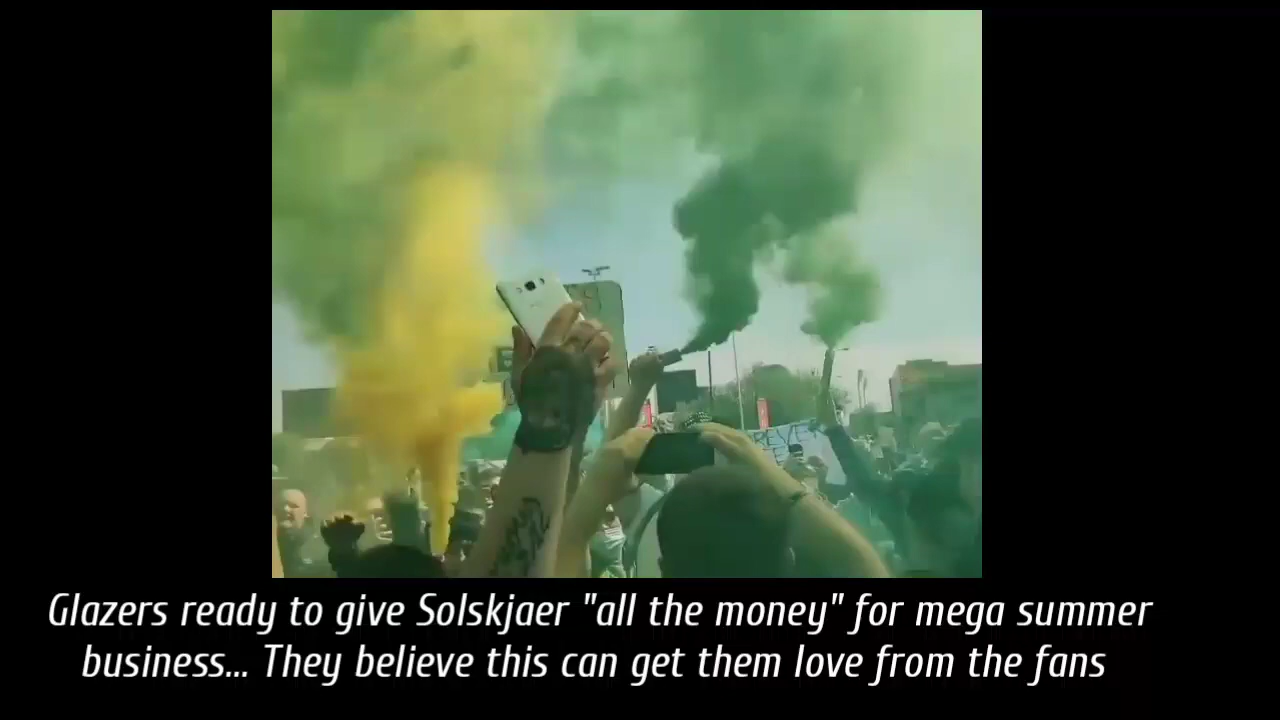 Glazers ready to give Solskjaer "all the money" for mega summer
business... They believe this can get them love from the fans